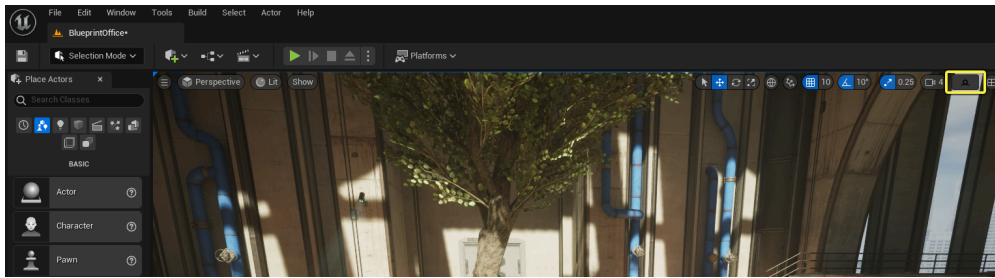 File Edit Window Tools Build Select Actor Help
BlueprintOffice*
Selection Mode Platforms
Place Actors
Perspective Lit Show 10 10° 0.25 4
Search Classes
BASIC
Actor
Character
Pawn